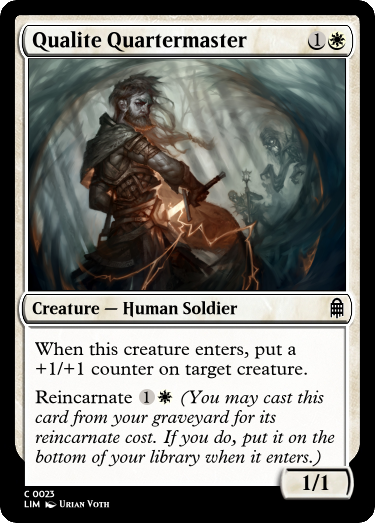 Qualite Quartermaster 1
Creature — Human Soldier
When this creature enters, put a
+1/+1 counter on target creature.
Reincarnate 1 (You may cast this
card from your graveyard for its
reincarnate cost. If you do, put it on the
bottom of your library when it enters.)
1/1
C 0023
LIM Urian Voth